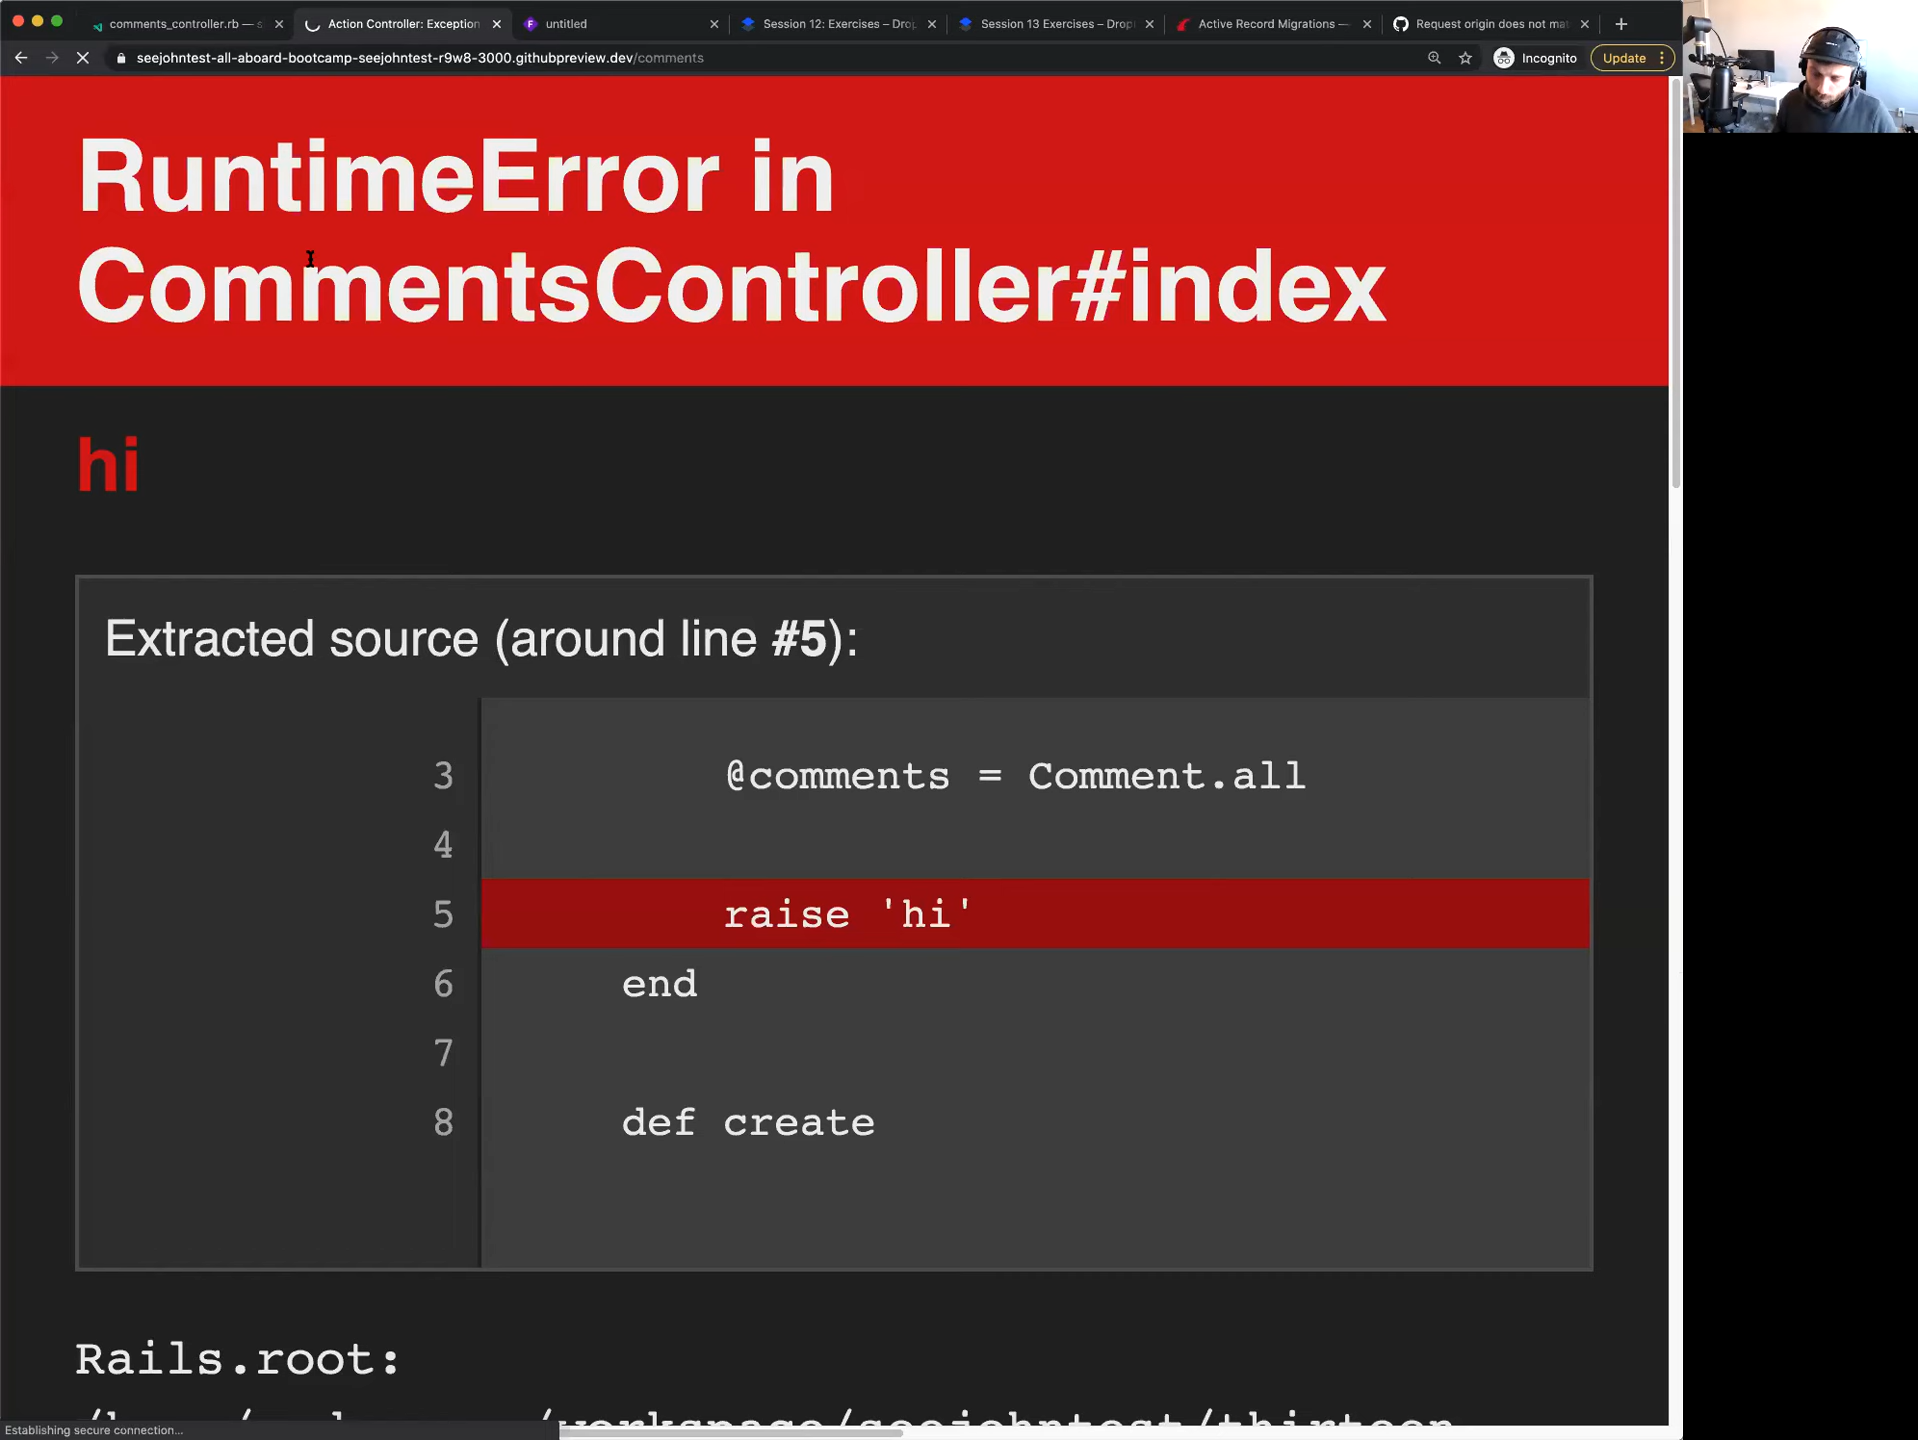 comments_controller.rb — s
Action Controller: Exception
untitled
Session 12: Exercises – Drop
Session 13 Exercises – Drop
Active Record Migrations —
Request origin does not ma
seejohntest-all-aboard-bootcamp-seejohntest-r9w8-3000.githubpreview.dev/comments
Incognito
Update
RuntimeError in
CommentsController#index
hi
Extracted source (around line #5):
3 @comments = Comment.all
4
5 raise 'hi'
6 end
7
8 def create
Rails.root:
/workspace/seejohntest/thirteen
Establishing secure connection...